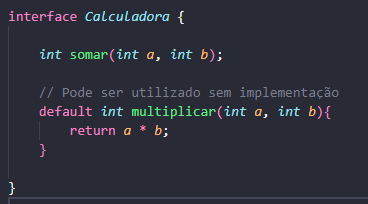 interface Calculadora {
int somar(int a, int b);
// Pode ser utilizado sem implementação
default int multiplicar(int a, int b){
return a * b;
}
}